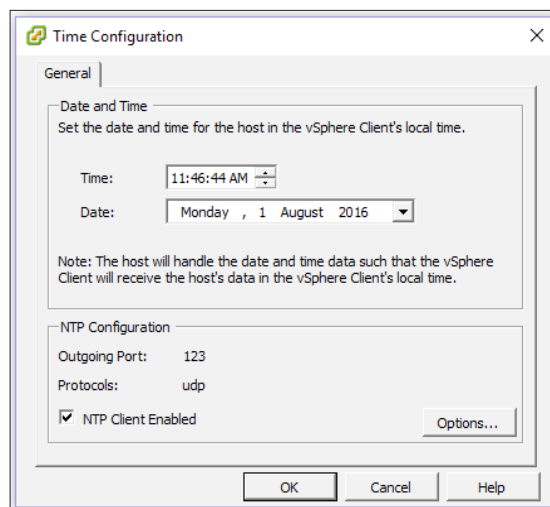 Time Configuration
General
Date and Time
Set the date and time for the host in the vSphere Client's local time.
Time: 11:46:44 AM
Date: Monday , 1 August 2016
Note: The host will handle the date and time data such that the vSphere
Client will receive the host's data in the vSphere Client's local time.
NTP Configuration
Outgoing Port: 123
Protocols: udp
NTP Client Enabled
Options...
OK Cancel Help